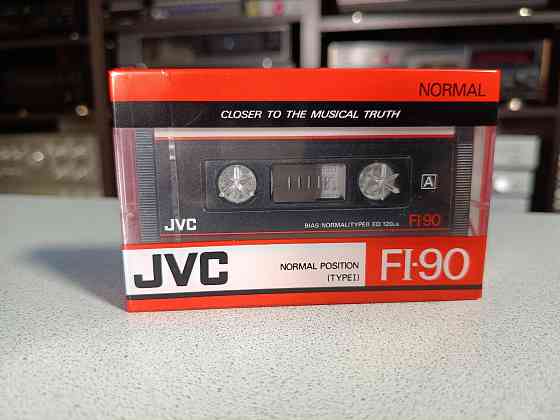 NORMAL
CLOSER TO THE MUSICAL TRUTH
A
JVC
BIAS: NORMAL/TYPE1 EQ: 120μs
FI-90
JVC
NORMAL POSITION
(TYPE I)
FI-90